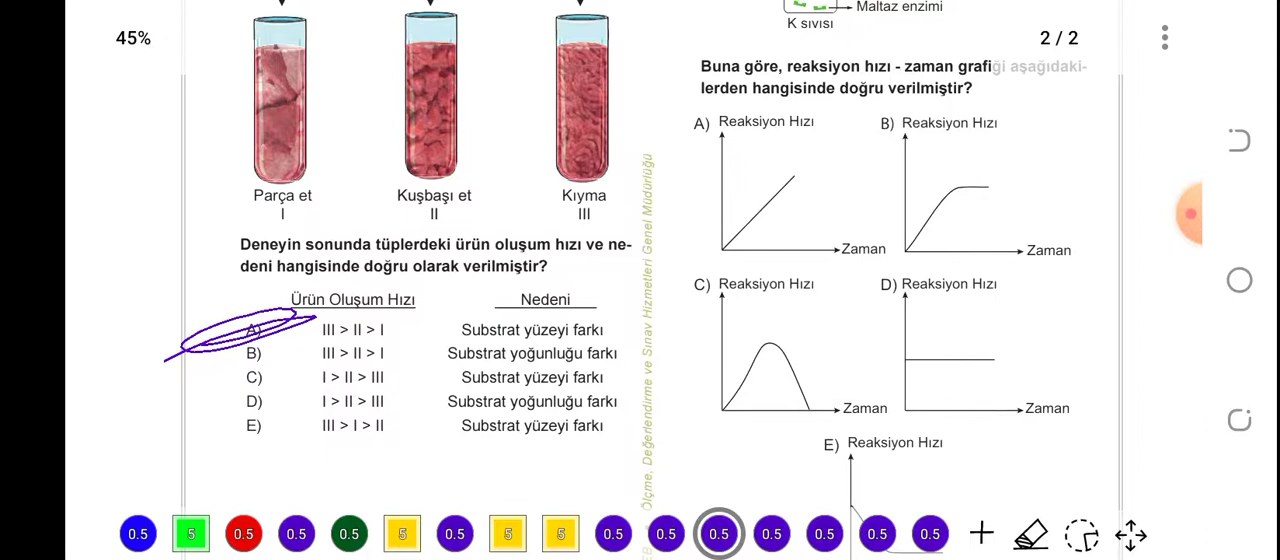 45%
Parça et
I
Kuşbaşı et
II
Kıyma
III
Deneyin sonunda tüplerdeki ürün oluşum hızı ve ne-
deni hangisinde doğru olarak verilmiştir?
Ürün Oluşum Hızı Nedeni
A) III > II > I Substrat yüzeyi farkı
B) III > II > I Substrat yoğunluğu farkı
C) I > II > III Substrat yüzeyi farkı
D) I > II > III Substrat yoğunluğu farkı
E) III > I > II Substrat yüzeyi farkı
Ölçme, Değerlendirme ve Sınav Hizmetleri Genel Müdürlüğü
Maltaz enzimi
K sıvısı
2 / 2
Buna göre, reaksiyon hızı - zaman grafiği aşağıdaki-
lerden hangisinde doğru verilmiştir?
A) Reaksiyon Hızı
Zaman
B) Reaksiyon Hızı
Zaman
C) Reaksiyon Hızı
Zaman
D) Reaksiyon Hızı
Zaman
E) Reaksiyon Hızı
0.5 5 0.5 0.5 0.5 5 0.5 5 5 0.5 0.5 0.5 0.5 0.5 0.5 0.5